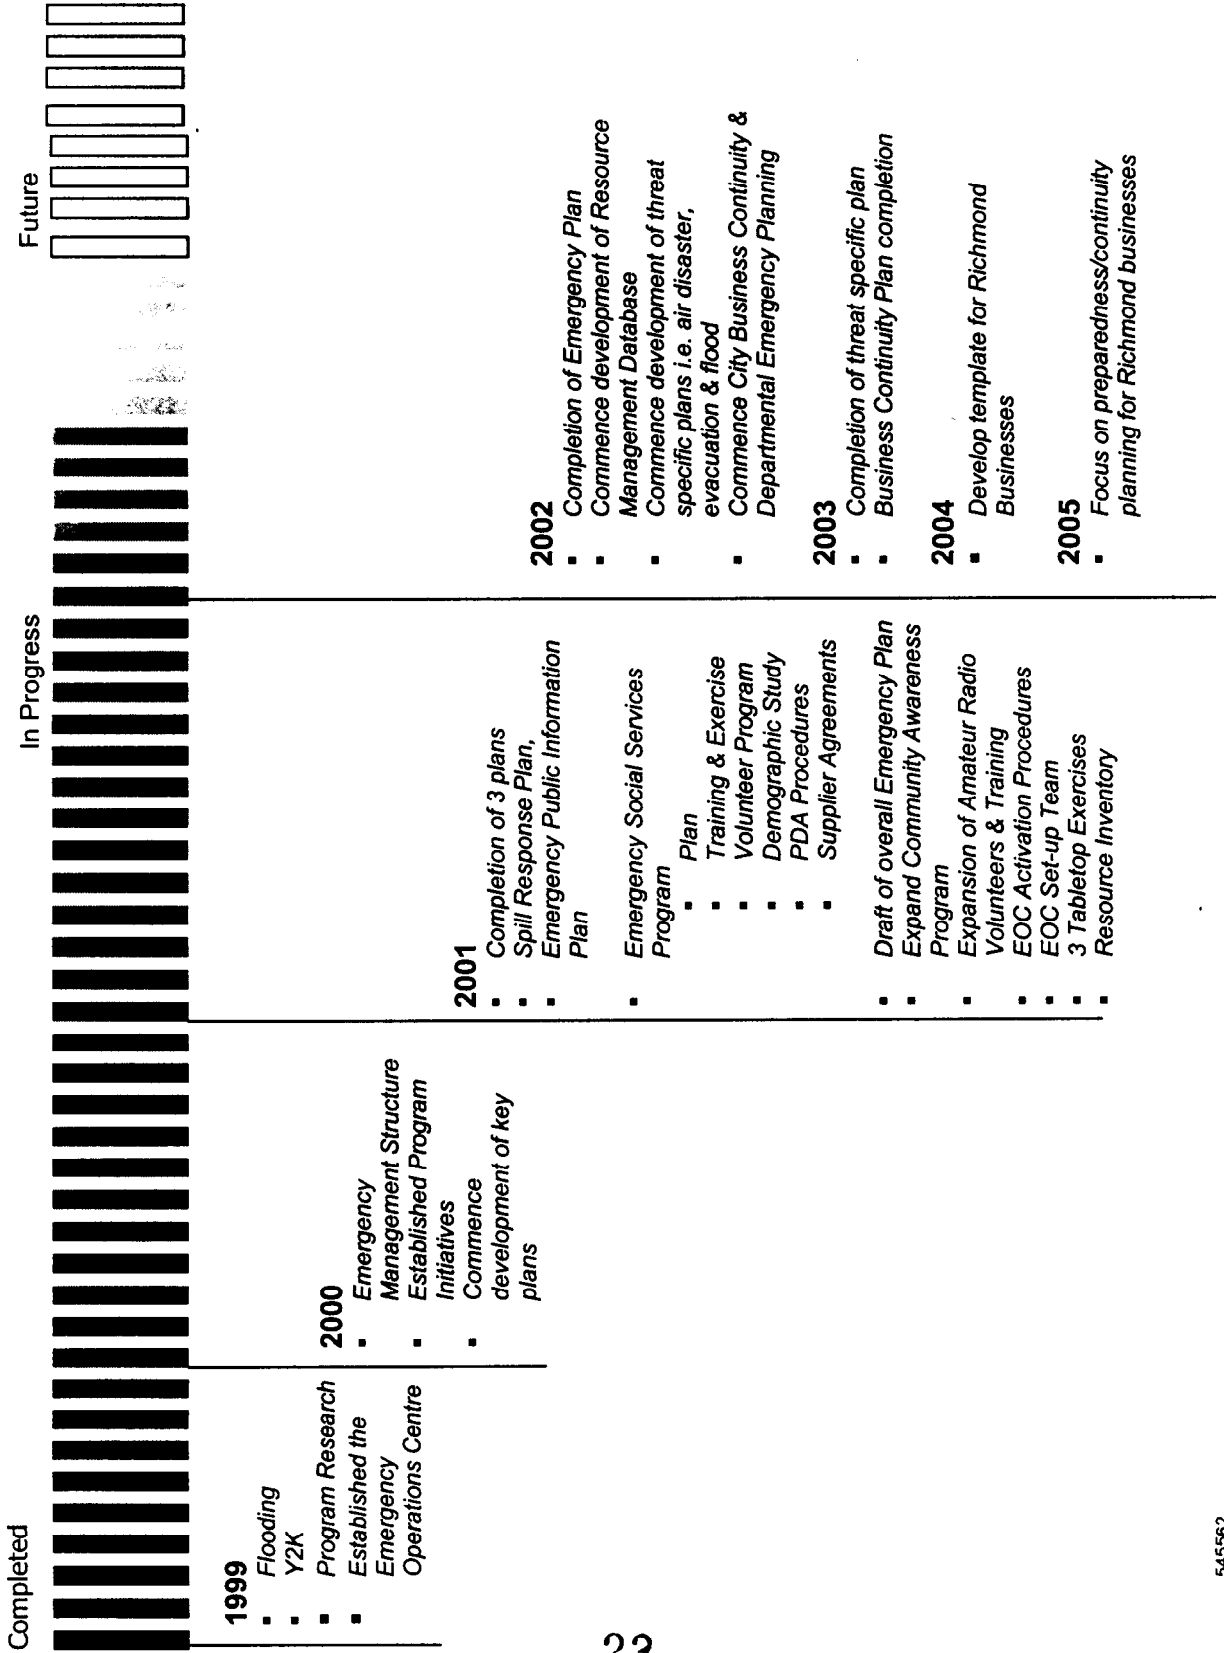 Completed
In Progress
Future
1999
▪ Flooding
▪ Y2K
▪ Program Research
▪ Established the
Emergency
Operations Centre
2000
▪ Emergency
Management Structure
▪ Established Program
Initiatives
▪ Commence
development of key
plans
2001
▪ Completion of 3 plans
▪ Spill Response Plan,
▪ Emergency Public Information
Plan
▪ Emergency Social Services
Program
▪ Plan
▪ Training & Exercise
▪ Volunteer Program
▪ Demographic Study
▪ PDA Procedures
▪ Supplier Agreements
▪ Draft of overall Emergency Plan
▪ Expand Community Awareness
Program
▪ Expansion of Amateur Radio
Volunteers & Training
▪ EOC Activation Procedures
▪ EOC Set-up Team
▪ 3 Tabletop Exercises
▪ Resource Inventory
2002
▪ Completion of Emergency Plan
▪ Commence development of Resource
Management Database
▪ Commence development of threat
specific plans i.e. air disaster,
evacuation & flood
▪ Commence City Business Continuity &
Departmental Emergency Planning
2003
▪ Completion of threat specific plan
▪ Business Continuity Plan completion
2004
▪ Develop template for Richmond
Businesses
2005
▪ Focus on preparedness/continuity
planning for Richmond businesses
545562